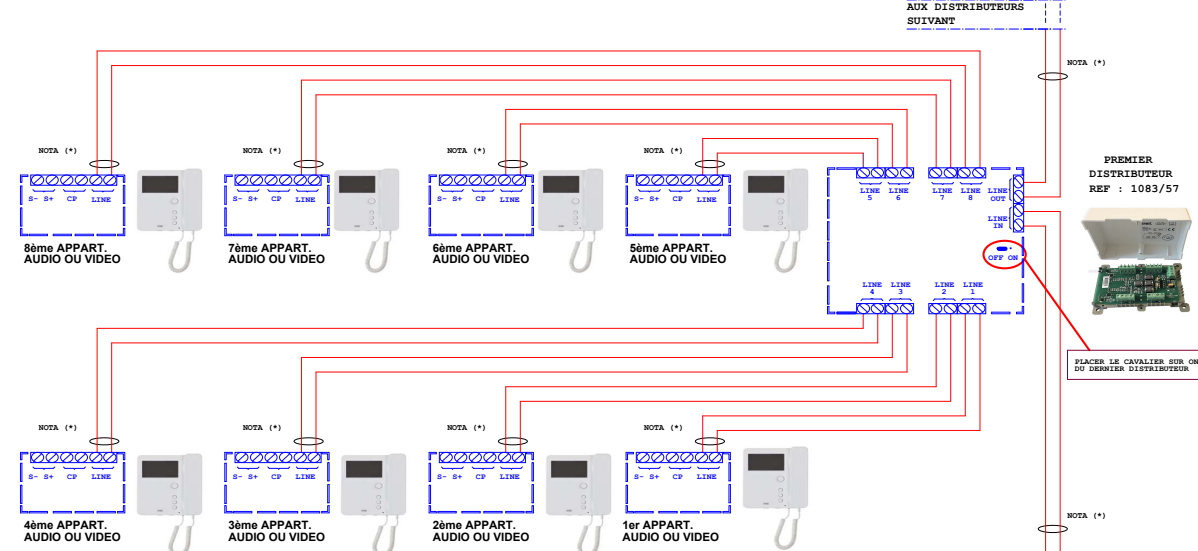 AUX DISTRIBUTEURS
SUIVANT
NOTA (*)
NOTA (*)
NOTA (*)
NOTA (*)
NOTA (*)
PREMIER
DISTRIBUTEUR
REF : 1083/57
S- S+ CP LINE
S- S+ CP LINE
S- S+ CP LINE
S- S+ CP LINE
LINE
5
LINE
6
LINE
7
LINE
8
LINE
OUT
LINE
IN
OFF ON
8ème APPART.
AUDIO OU VIDEO
7ème APPART.
AUDIO OU VIDEO
6ème APPART.
AUDIO OU VIDEO
5ème APPART.
AUDIO OU VIDEO
LINE
4
LINE
3
LINE
2
LINE
1
PLACER LE CAVALIER SUR ON
DU DERNIER DISTRIBUTEUR
NOTA (*)
NOTA (*)
NOTA (*)
NOTA (*)
S- S+ CP LINE
S- S+ CP LINE
S- S+ CP LINE
S- S+ CP LINE
4ème APPART.
AUDIO OU VIDEO
3ème APPART.
AUDIO OU VIDEO
2ème APPART.
AUDIO OU VIDEO
1er APPART.
AUDIO OU VIDEO
NOTA (*)